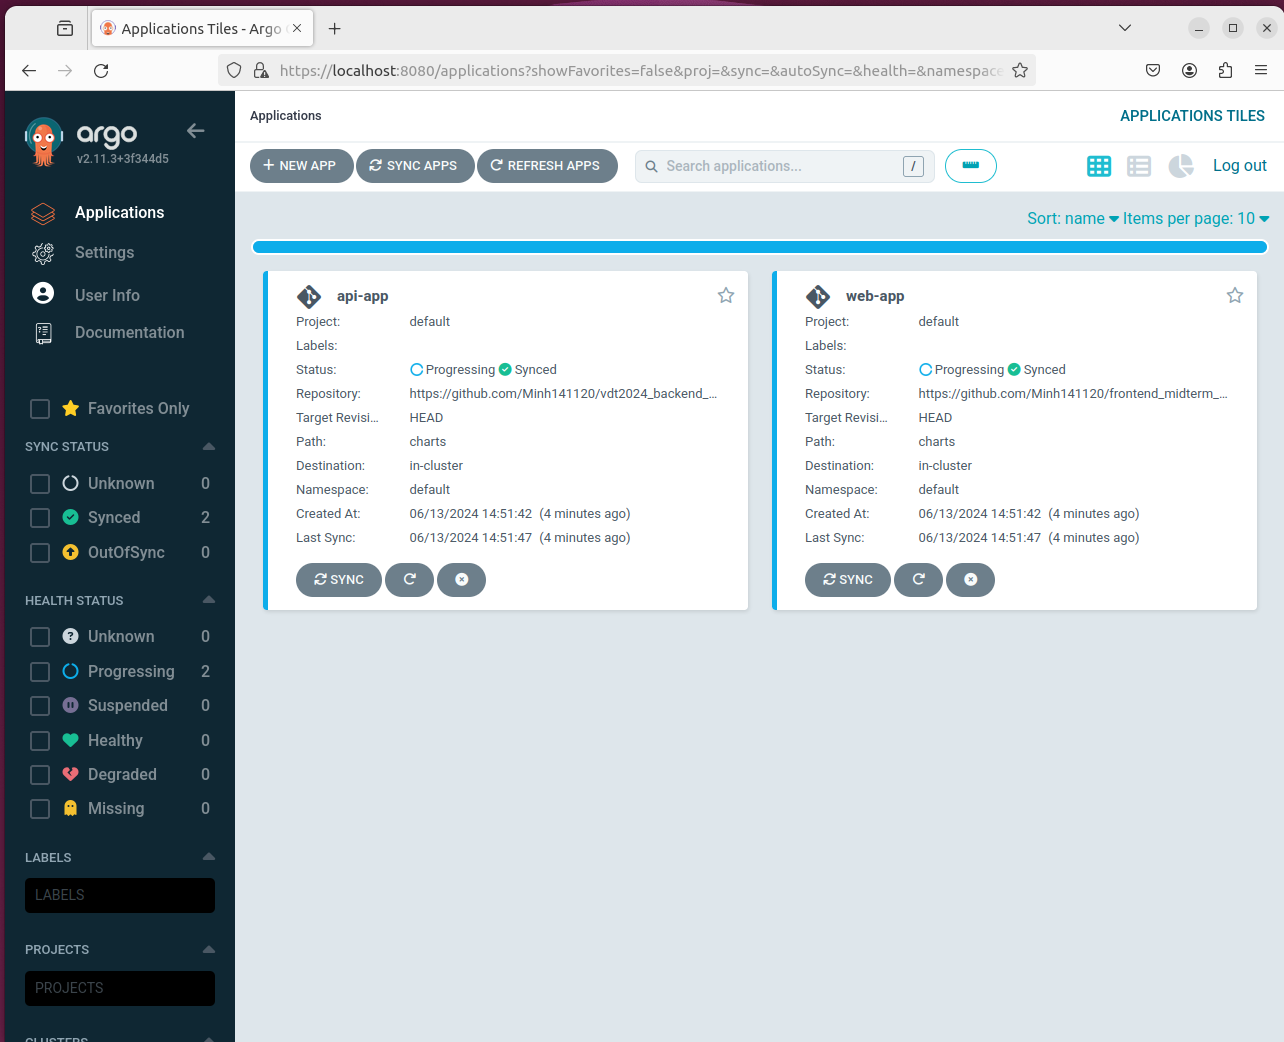 Applications Tiles - Argo
https://localhost:8080/applications?showFavorites=false&proj=&sync=&autoSync=&health=&namespace
argo
v2.11.3+3f344d5
Applications
Settings
User Info
Documentation
Favorites Only
SYNC STATUS
Unknown 0
Synced 2
OutOfSync 0
HEALTH STATUS
Unknown 0
Progressing 2
Suspended 0
Healthy 0
Degraded 0
Missing 0
LABELS
LABELS
PROJECTS
PROJECTS
CLUSTERS
Applications
APPLICATIONS TILES
+ NEW APP
SYNC APPS
REFRESH APPS
Search applications...
/
Log out
Sort: name
Items per page: 10
api-app
Project: default
Labels:
Status: Progressing Synced
Repository: https://github.com/Minh141120/vdt2024_backend_...
Target Revisi... HEAD
Path: charts
Destination: in-cluster
Namespace: default
Created At: 06/13/2024 14:51:42 (4 minutes ago)
Last Sync: 06/13/2024 14:51:47 (4 minutes ago)
SYNC
web-app
Project: default
Labels:
Status: Progressing Synced
Repository: https://github.com/Minh141120/frontend_midterm_...
Target Revisi... HEAD
Path: charts
Destination: in-cluster
Namespace: default
Created At: 06/13/2024 14:51:42 (4 minutes ago)
Last Sync: 06/13/2024 14:51:47 (4 minutes ago)
SYNC